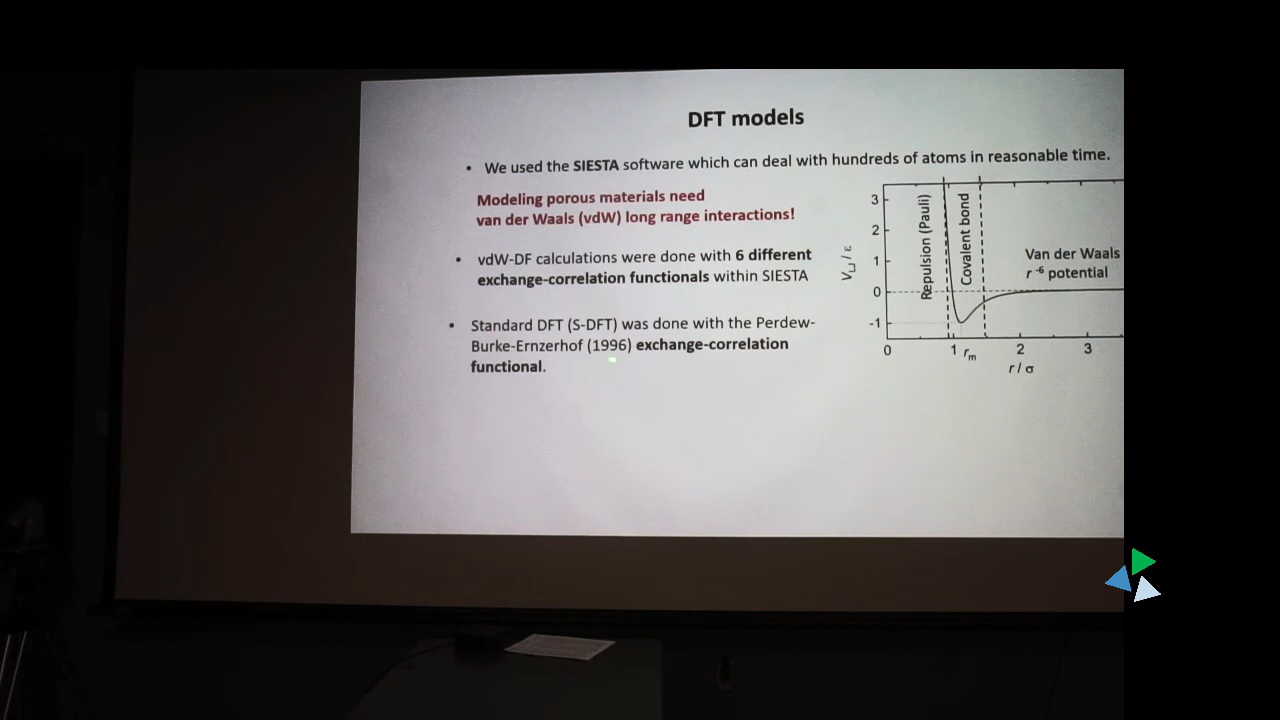 DFT models
• We used the SIESTA software which can deal with hundreds of atoms in reasonable time.
Modeling porous materials need
van der Waals (vdW) long range interactions!
• vdW-DF calculations were done with 6 different
exchange-correlation functionals within SIESTA
• Standard DFT (S-DFT) was done with the Perdew-
Burke-Ernzerhof (1996) exchange-correlation
functional.
3
2
1
0
-1
V_LJ / ε
Repulsion (Pauli)
Covalent bond
Van der Waals
r ⁻⁶ potential
0 1 r_m 2 3
r / σ